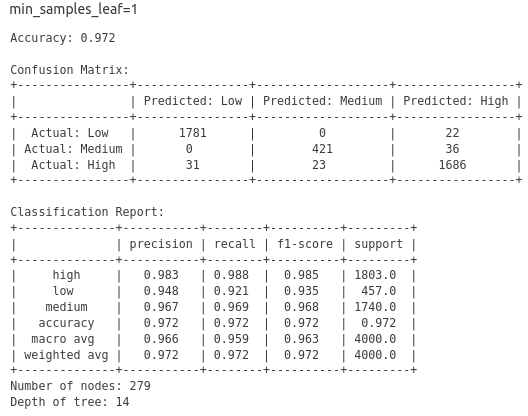 min_samples_leaf=1
Accuracy: 0.972
Confusion Matrix:
+---------------+----------------+-------------------+-----------------+
|               | Predicted: Low | Predicted: Medium | Predicted: High |
+---------------+----------------+-------------------+-----------------+
|  Actual: Low  |      1781      |         0         |       22        |
| Actual: Medium |       0        |        421        |       36        |
|  Actual: High |       31       |        23         |      1686       |
+---------------+----------------+-------------------+-----------------+
Classification Report:
+--------------+-----------+--------+----------+---------+
|              | precision | recall | f1-score | support |
+--------------+-----------+--------+----------+---------+
|     high     |   0.983   | 0.988  |  0.985   | 1803.0  |
|     low      |   0.948   | 0.921  |  0.935   |  457.0  |
|    medium    |   0.967   | 0.969  |  0.968   | 1740.0  |
|   accuracy   |   0.972   | 0.972  |  0.972   |  0.972  |
|  macro avg   |   0.966   | 0.959  |  0.963   | 4000.0  |
| weighted avg |   0.972   | 0.972  |  0.972   | 4000.0  |
+--------------+-----------+--------+----------+---------+
Number of nodes: 279
Depth of tree: 14